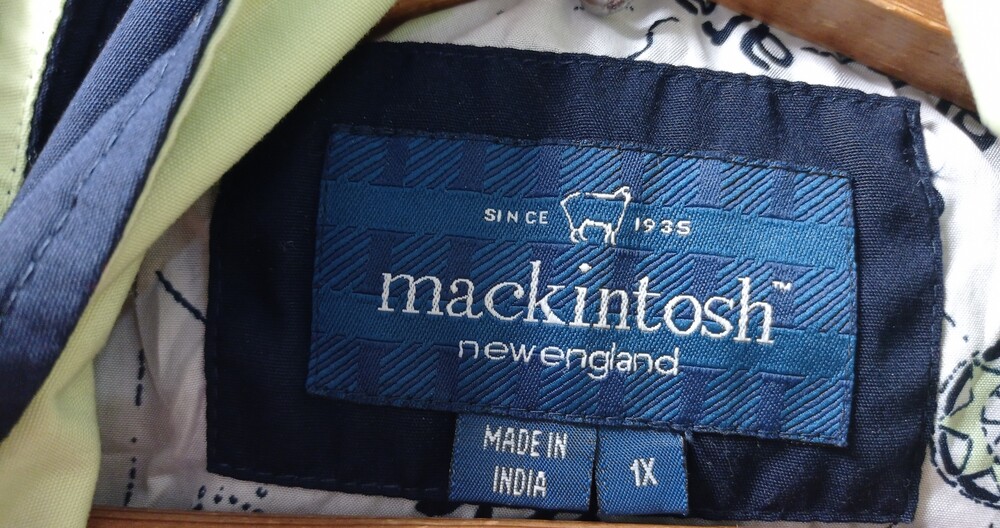 SINCE 1935
mackintosh™
newengland
MADE IN
INDIA
1X